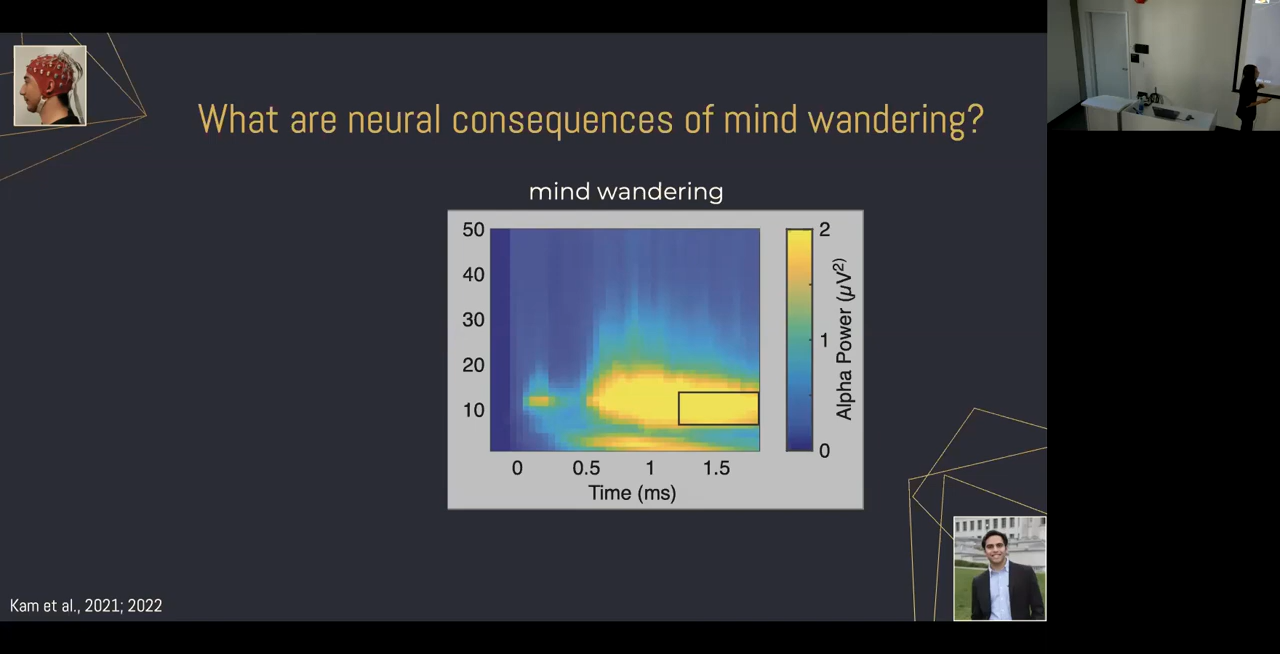 What are neural consequences of mind wandering?
mind wandering
50
40
30
20
10
0 0.5 1 1.5
Time (ms)
2
1
0
Alpha Power (μV²)
Kam et al., 2021; 2022